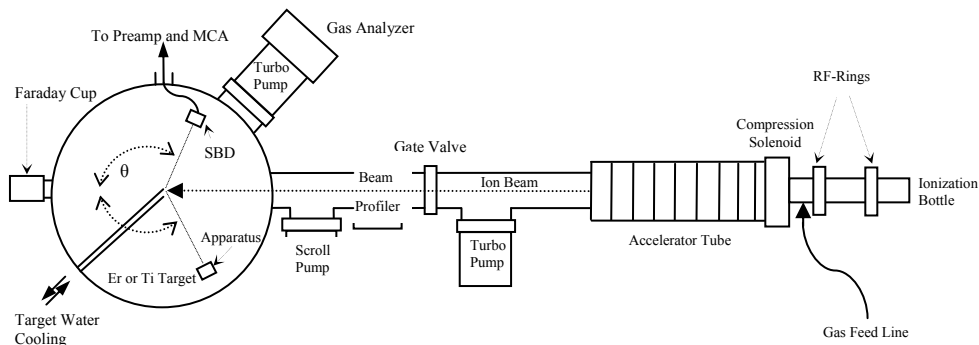 To Preamp and MCA
Gas Analyzer
Turbo
Pump
Faraday Cup
SBD
θ
RF-Rings
Compression
Solenoid
Gate Valve
Beam
Profiler
Ion Beam
Ionization
Bottle
Accelerator Tube
Apparatus
Scroll
Pump
Turbo
Pump
Er or Ti Target
Target Water
Cooling
Gas Feed Line